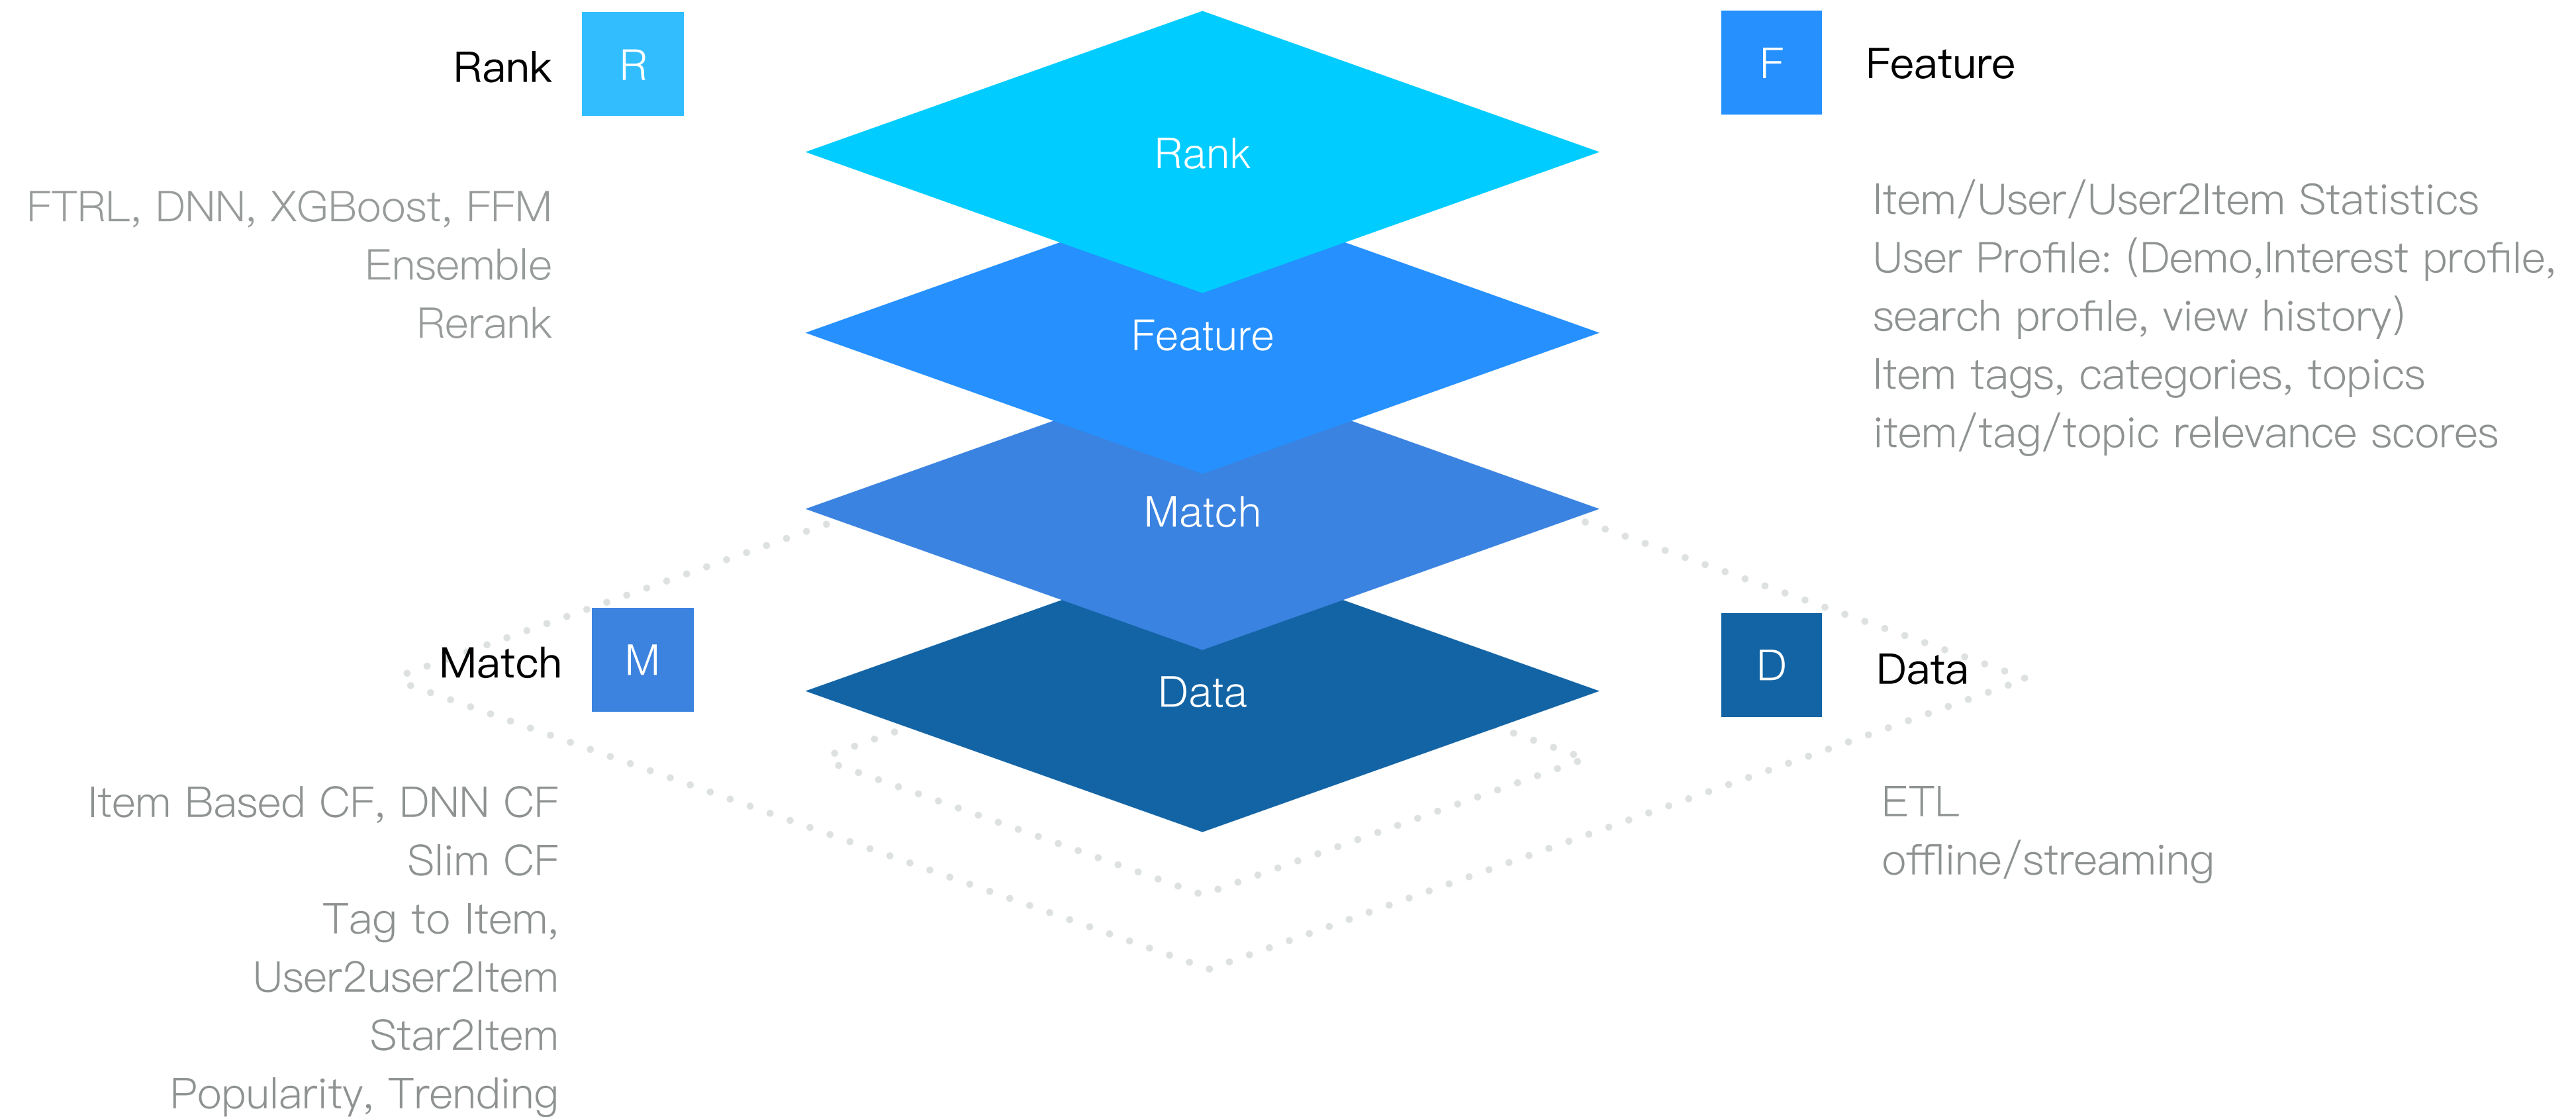 Rank
R
FTRL, DNN, XGBoost, FFM
Ensemble
Rerank
Rank
Feature
Match
Data
F
Feature
Item/User/User2Item Statistics
User Profile: (Demo,Interest profile,
search profile, view history)
Item tags, categories, topics
item/tag/topic relevance scores
Match
M
Item Based CF, DNN CF
Slim CF
Tag to Item,
User2user2Item
Star2Item
Popularity, Trending
D
Data
ETL
offline/streaming